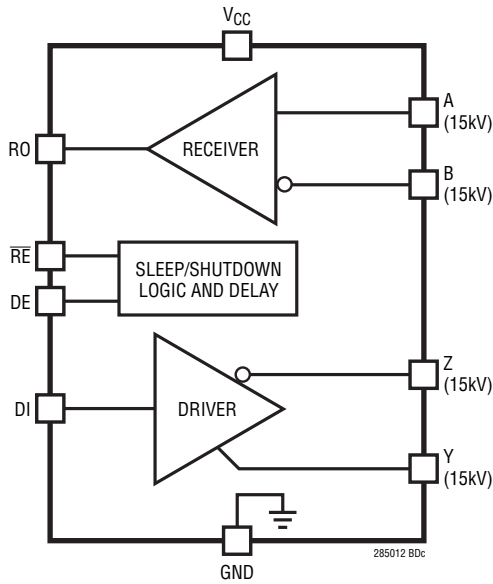 VCC
A
(15kV)
RO
RECEIVER
B
(15kV)
RE
SLEEP/SHUTDOWN
LOGIC AND DELAY
DE
Z
(15kV)
DI
DRIVER
Y
(15kV)
285012 BDc
GND